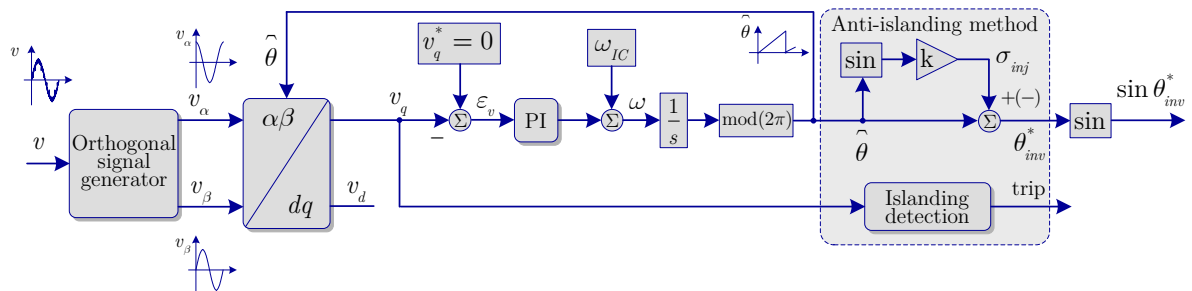 Anti-islanding method
v
v_α
θ̂
v_q^* = 0
ω_IC
θ̂
sin
k
σ_inj
+(-)
sin θ_inv^*
v
Orthogonal
signal
generator
v_α
αβ
v_q
−
Σ
ε_v
PI
Σ
ω
1/s
mod(2π)
θ̂
Σ
θ_inv^*
sin
v_β
dq
v_d
Islanding
detection
trip
v_β